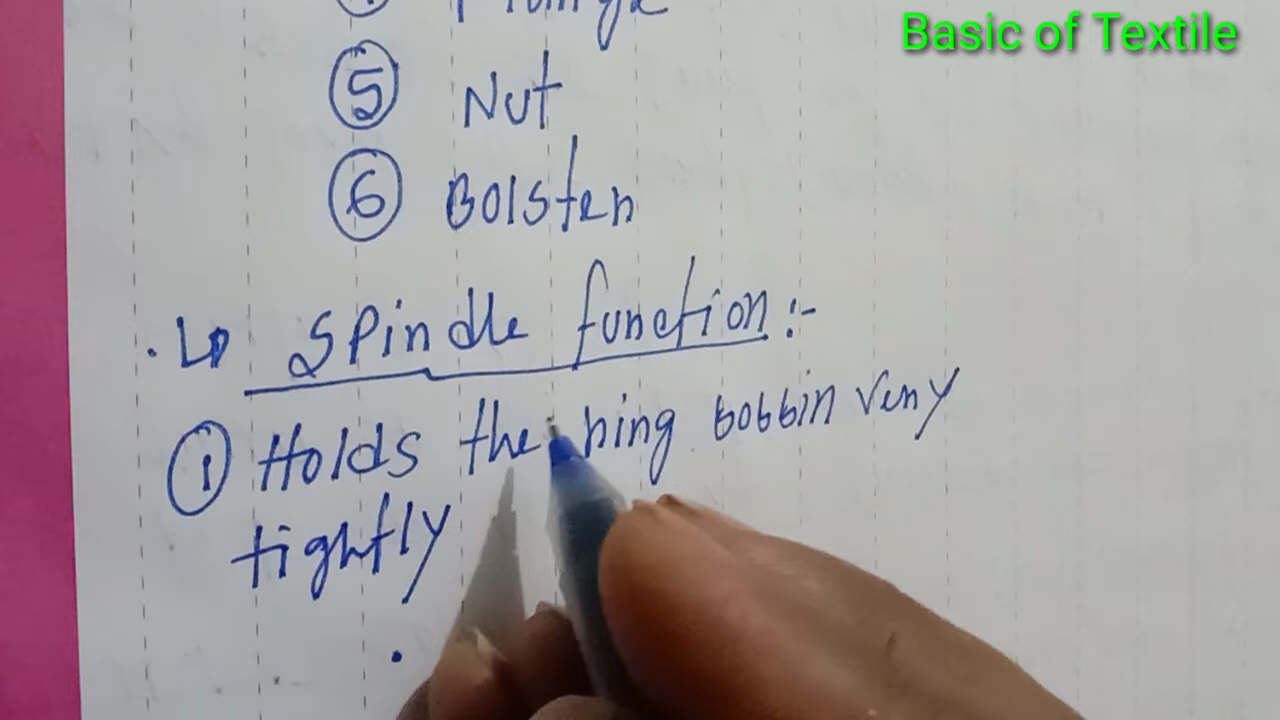 Basic of Textile
⑤ Nut
⑥ Bolster
Spindle function :-
① Holds the ring bobbin very
tightly